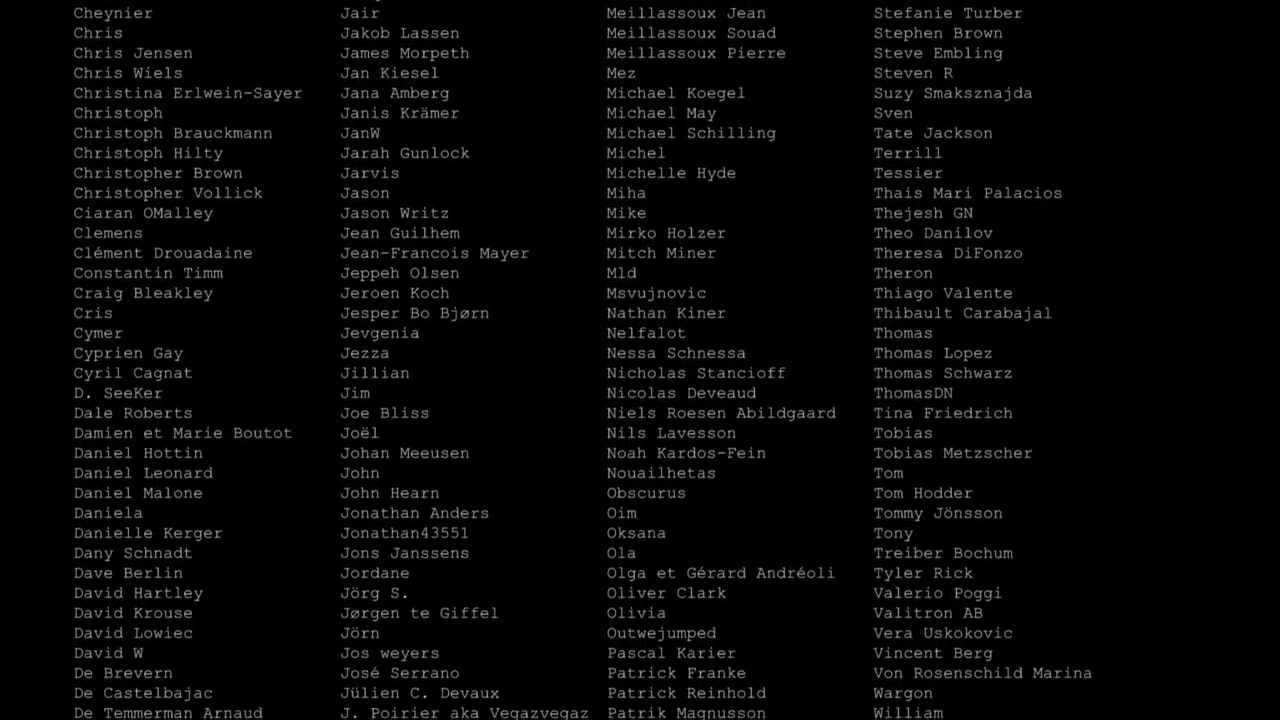 Cheynier
Chris
Chris Jensen
Chris Wiels
Christina Erlwein-Sayer
Christoph
Christoph Brauckmann
Christoph Hilty
Christopher Brown
Christopher Vollick
Ciaran OMalley
Clemens
Clément Drouadaine
Constantin Timm
Craig Bleakley
Cris
Cymer
Cyprien Gay
Cyril Cagnat
D. SeeKer
Dale Roberts
Damien et Marie Boutot
Daniel Hottin
Daniel Leonard
Daniel Malone
Daniela
Danielle Kerger
Dany Schnadt
Dave Berlin
David Hartley
David Krouse
David Lowiec
David W
De Brevern
De Castelbajac
De Temmerman Arnaud
Jair
Jakob Lassen
James Morpeth
Jan Kiesel
Jana Amberg
Janis Krämer
JanW
Jarah Gunlock
Jarvis
Jason
Jason Writz
Jean Guilhem
Jean-Francois Mayer
Jeppeh Olsen
Jeroen Koch
Jesper Bo Bjørn
Jevgenia
Jezza
Jillian
Jim
Joe Bliss
Joël
Johan Meeusen
John
John Hearn
Jonathan Anders
Jonathan43551
Jons Janssens
Jordane
Jörg S.
Jørgen te Giffel
Jörn
Jos weyers
José Serrano
Jülien C. Devaux
J. Poirier aka Vegazvegaz
Meillassoux Jean
Meillassoux Souad
Meillassoux Pierre
Mez
Michael Koegel
Michael May
Michael Schilling
Michel
Michelle Hyde
Miha
Mike
Mirko Holzer
Mitch Miner
Mld
Msvujnovic
Nathan Kiner
Nelfalot
Nessa Schnessa
Nicholas Stancioff
Nicolas Deveaud
Niels Roesen Abildgaard
Nils Lavesson
Noah Kardos-Fein
Nouailhetas
Obscurus
Oim
Oksana
Ola
Olga et Gérard Andréoli
Oliver Clark
Olivia
Outwejumped
Pascal Karier
Patrick Franke
Patrick Reinhold
Patrik Magnusson
Stefanie Turber
Stephen Brown
Steve Embling
Steven R
Suzy Smaksznajda
Sven
Tate Jackson
Terrill
Tessier
Thais Mari Palacios
Thejesh GN
Theo Danilov
Theresa DiFonzo
Theron
Thiago Valente
Thibault Carabajal
Thomas
Thomas Lopez
Thomas Schwarz
ThomasDN
Tina Friedrich
Tobias
Tobias Metzscher
Tom
Tom Hodder
Tommy Jönsson
Tony
Treiber Bochum
Tyler Rick
Valerio Poggi
Valitron AB
Vera Uskokovic
Vincent Berg
Von Rosenschild Marina
Wargon
William